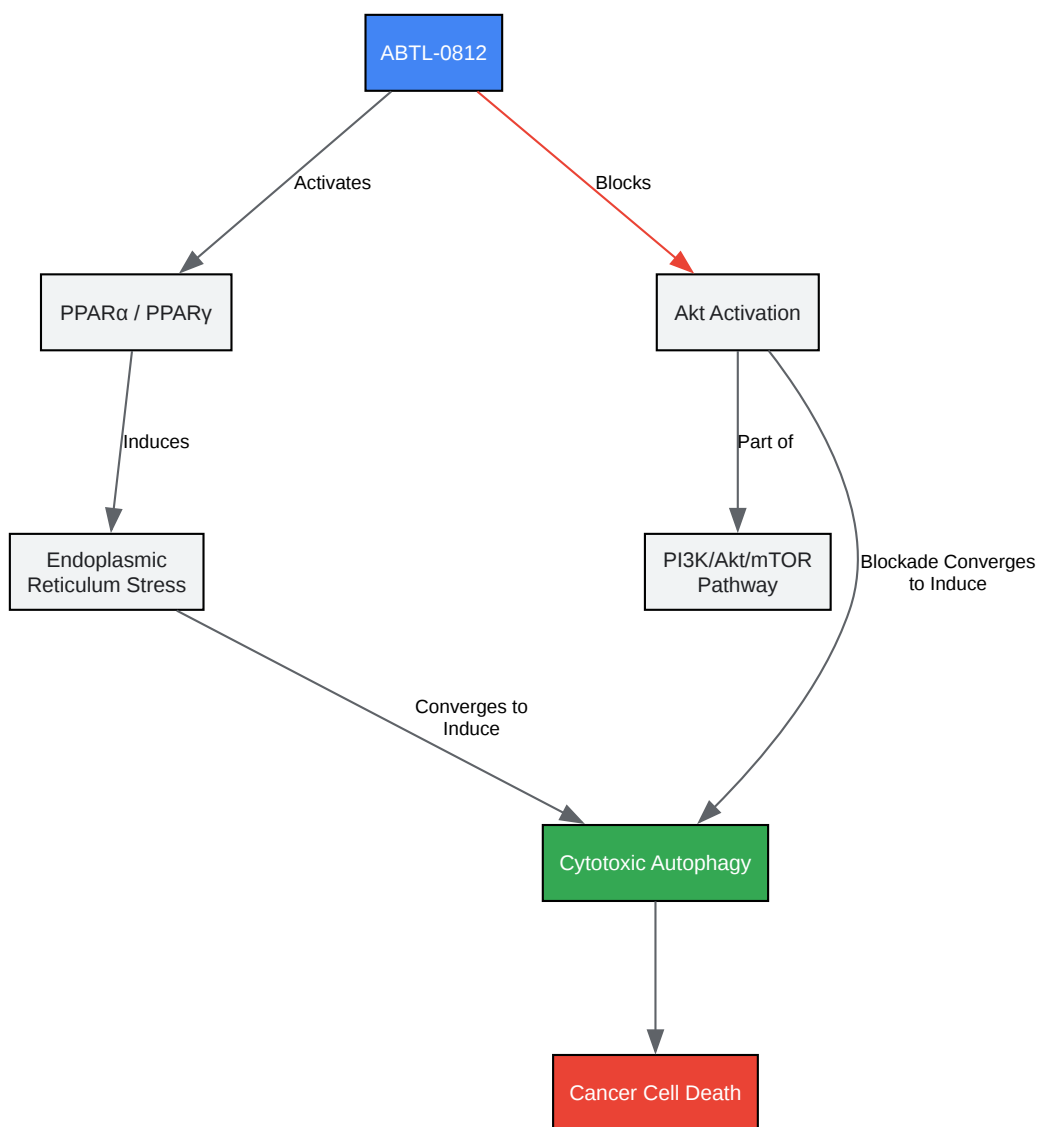 ABTL-0812
Activates
Blocks
PPARα / PPARγ
Akt Activation
Induces
Part of
Endoplasmic
Reticulum Stress
PI3K/Akt/mTOR
Pathway
Blockade Converges
to Induce
Converges to
Induce
Cytotoxic Autophagy
Cancer Cell Death